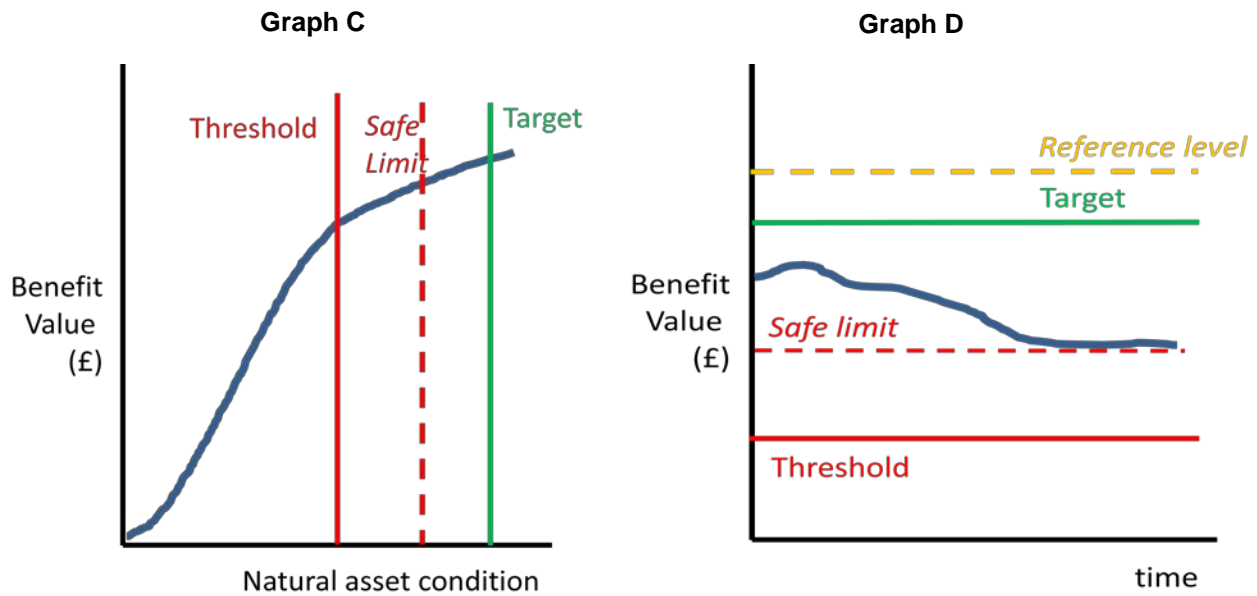 Graph C
Threshold
Safe
Limit
Target
Benefit
Value
(£)
Natural asset condition
Graph D
Reference level
Target
Benefit
Value
(£)
Safe limit
Threshold
time